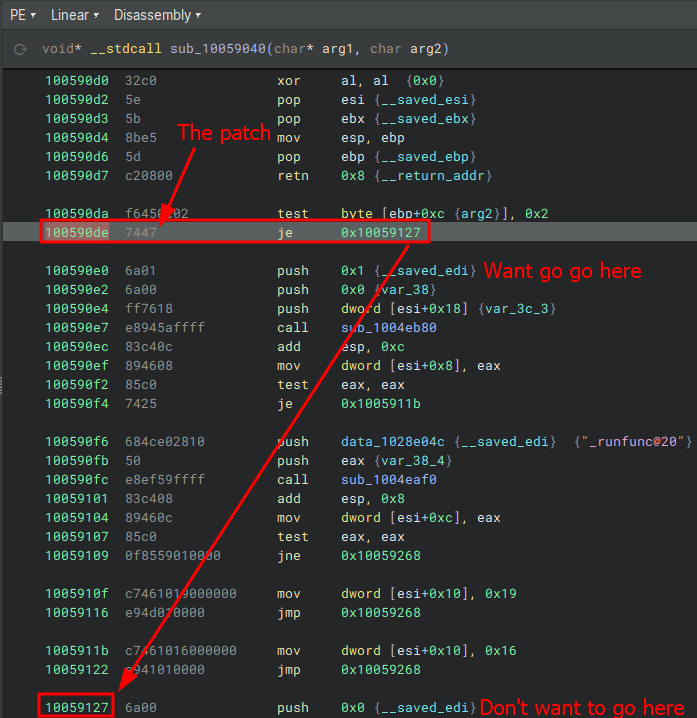 PE ▾ Linear ▾ Disassembly ▾
void* __stdcall sub_10059040(char* arg1, char arg2)
100590d0 32c0 xor al, al {0x0}
100590d2 5e pop esi {__saved_esi}
100590d3 5b pop ebx {__saved_ebx}
The patch
100590d4 8be5 mov esp, ebp
100590d6 5d pop ebp {__saved_ebp}
100590d7 c20800 retn 0x8 {__return_addr}
100590da f6450c02 test byte [ebp+0xc {arg2}], 0x2
100590de 7447 je 0x10059127
100590e0 6a01 push 0x1 {__saved_edi} Want go go here
100590e2 6a00 push 0x0 {var_38}
100590e4 ff7618 push dword [esi+0x18] {var_3c_3}
100590e7 e8945affff call sub_1004eb80
100590ec 83c40c add esp, 0xc
100590ef 894608 mov dword [esi+0x8], eax
100590f2 85c0 test eax, eax
100590f4 7425 je 0x1005911b
100590f6 684ce02810 push data_1028e04c {__saved_edi} {"_runfunc@20"}
100590fb 50 push eax {var_38_4}
100590fc e8ef59ffff call sub_1004eaf0
10059101 83c408 add esp, 0x8
10059104 89460c mov dword [esi+0xc], eax
10059107 85c0 test eax, eax
10059109 0f8559010000 jne 0x10059268
1005910f c7461019000000 mov dword [esi+0x10], 0x19
10059116 e94d010000 jmp 0x10059268
1005911b c7461016000000 mov dword [esi+0x10], 0x16
10059122 e941010000 jmp 0x10059268
10059127 6a00 push 0x0 {__saved_edi} Don't want to go here